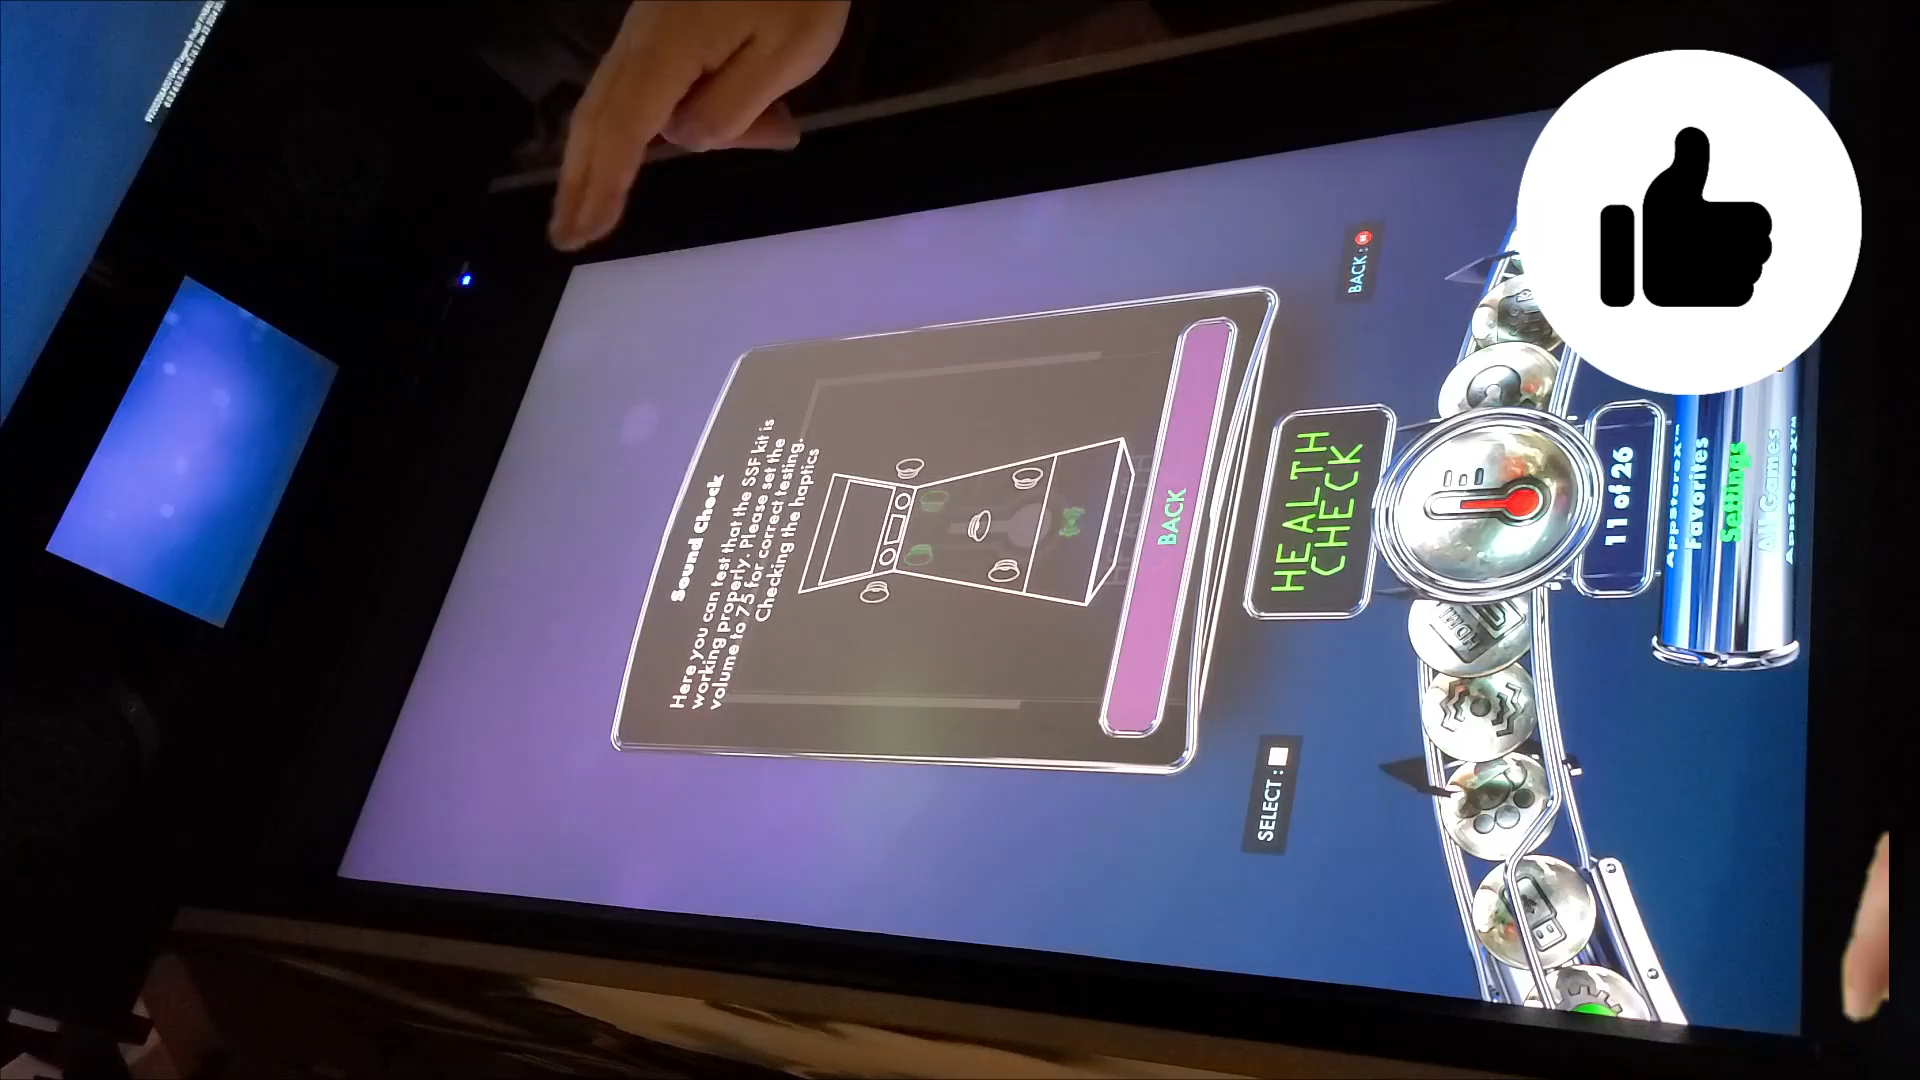 Sound Check
Here you can test that the SSF kit is
working properly. Please set the
volume to 75 for correct testing.
Checking the haptics
BACK
SELECT :
BACK :
HEALTH
CHECK
11 of 26
Favorites
Settings
All Games